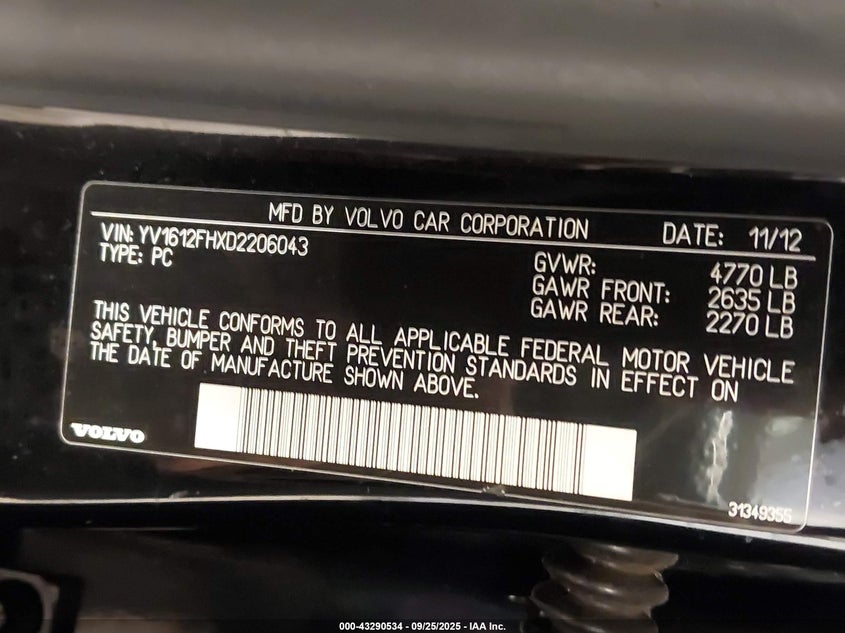 MFD BY VOLVO CAR CORPORATION DATE: 11/12
VIN: YV1612FHXD2206043
TYPE: PC
GVWR: 4770 LB
GAWR FRONT: 2635 LB
GAWR REAR: 2270 LB
THIS VEHICLE CONFORMS TO ALL APPLICABLE FEDERAL MOTOR VEHICLE
SAFETY, BUMPER AND THEFT PREVENTION STANDARDS IN EFFECT ON
THE DATE OF MANUFACTURE SHOWN ABOVE.
VOLVO
31349355
000-43290534 - 09/25/2025 - IAA Inc.